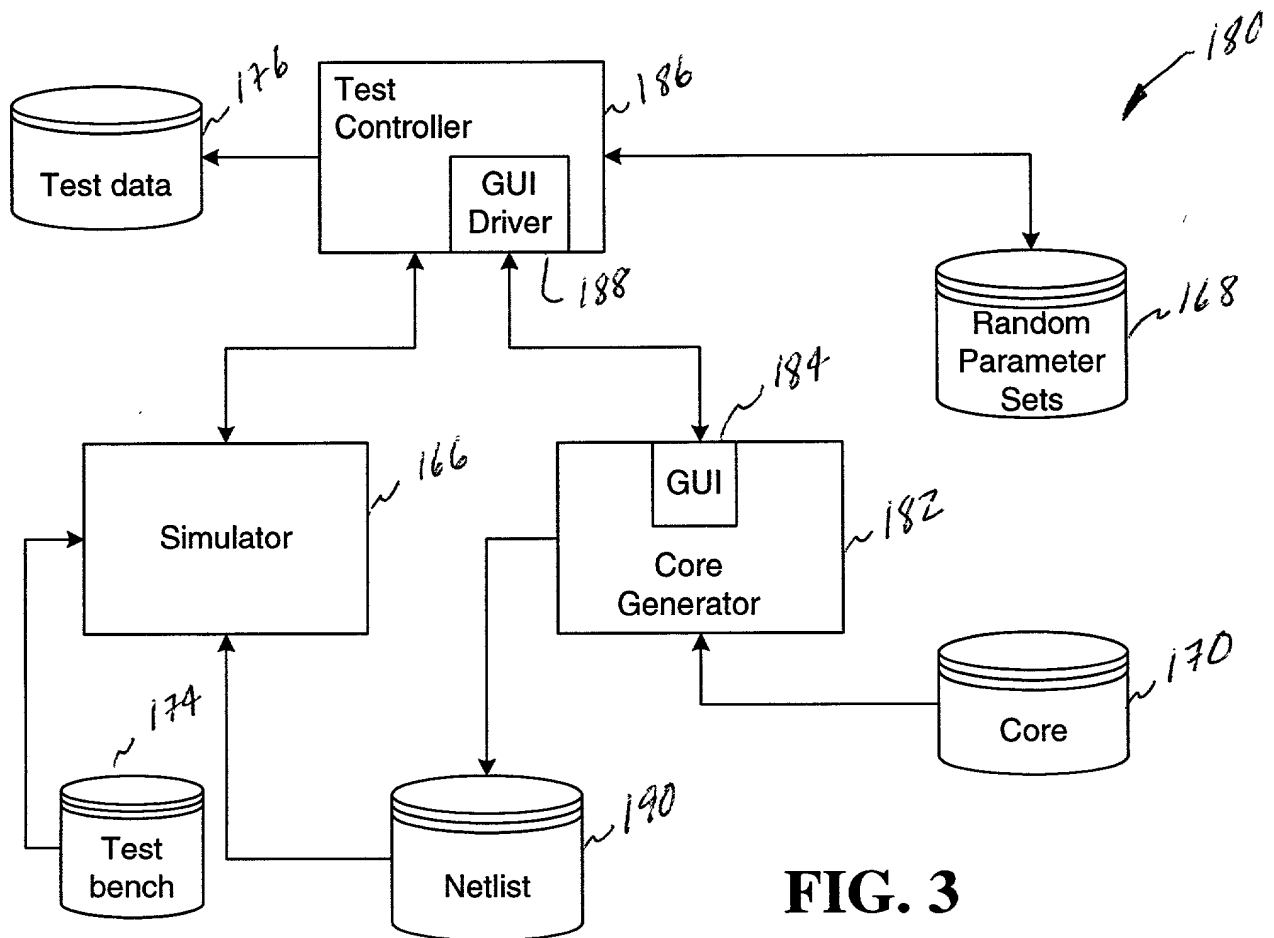 180
176
Test data
Test
Controller
186
GUI
Driver
188
Random
Parameter
Sets
168
184
GUI
Simulator
166
Core
Generator
182
174
Test
bench
Netlist
190
Core
170
FIG. 3